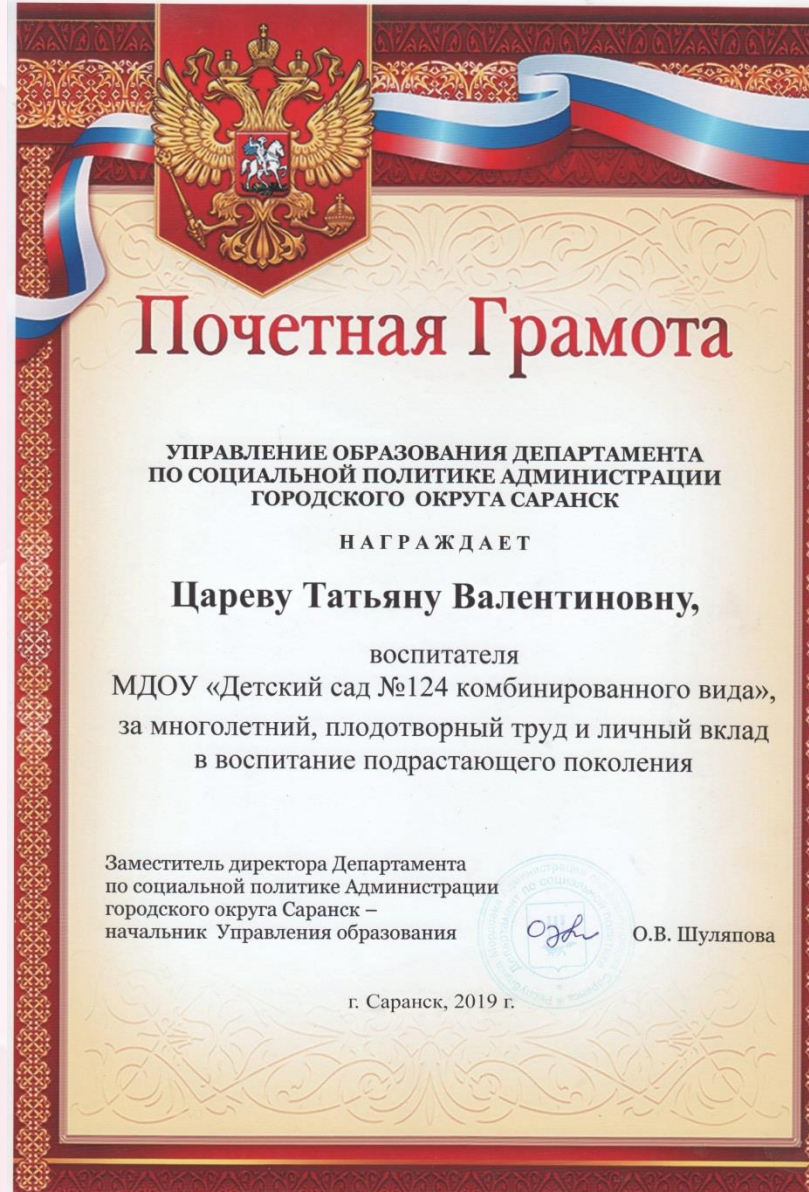 Почетная Грамота
УПРАВЛЕНИЕ ОБРАЗОВАНИЯ ДЕПАРТАМЕНТА
ПО СОЦИАЛЬНОЙ ПОЛИТИКЕ АДМИНИСТРАЦИИ
ГОРОДСКОГО ОКРУГА САРАНСК
НАГРАЖДАЕТ
Цареву Татьяну Валентиновну,
воспитателя
МДОУ «Детский сад №124 комбинированного вида»,
за многолетний, плодотворный труд и личный вклад
в воспитание подрастающего поколения
Заместитель директора Департамента
по социальной политике Администрации
городского округа Саранск –
начальник Управления образования
О.В. Шуляпова
г. Саранск, 2019 г.